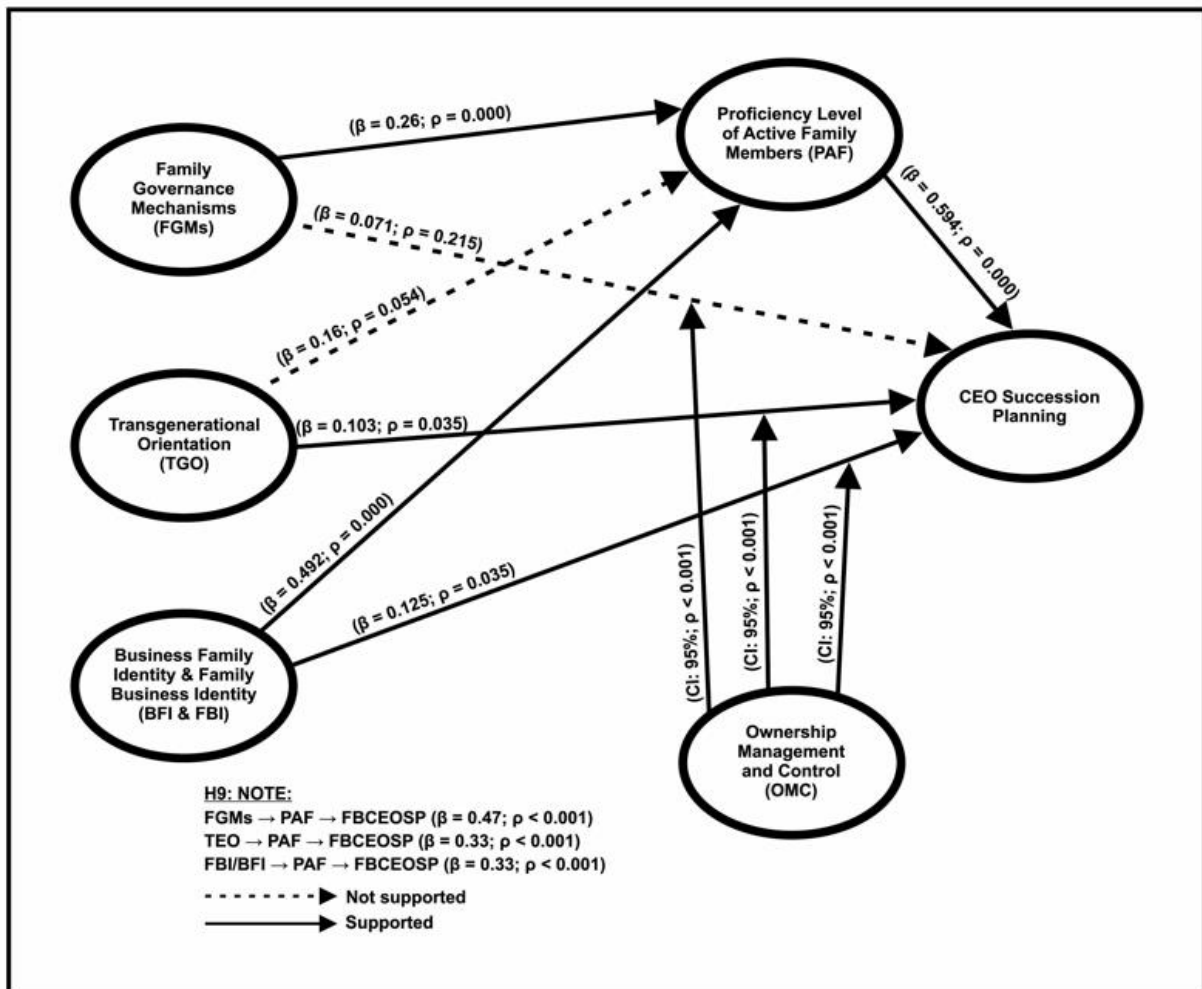 Proficiency Level
of Active Family
Members (PAF)
(β = 0.26; ρ = 0.000)
Family
Governance
Mechanisms
(FGMs)
(β = 0.594; ρ = 0.000)
(β = 0.071; ρ = 0.215)
(β = 0.16; ρ = 0.054)
CEO Succession
Planning
Transgenerational
Orientation
(TGO)
(β = 0.103; ρ = 0.035)
(β = 0.492; ρ = 0.000)
(β = 0.125; ρ = 0.035)
(CI: 95%; ρ < 0.001)
(CI: 95%; ρ < 0.001)
(CI: 95%; ρ < 0.001)
Business Family
Identity & Family
Business Identity
(BFI & FBI)
Ownership
Management
and Control
(OMC)
H9: NOTE:
FGMs → PAF → FBCEOSP (β = 0.47; ρ < 0.001)
TEO → PAF → FBCEOSP (β = 0.33; ρ < 0.001)
FBI/BFI → PAF → FBCEOSP (β = 0.33; ρ < 0.001)
Not supported
Supported